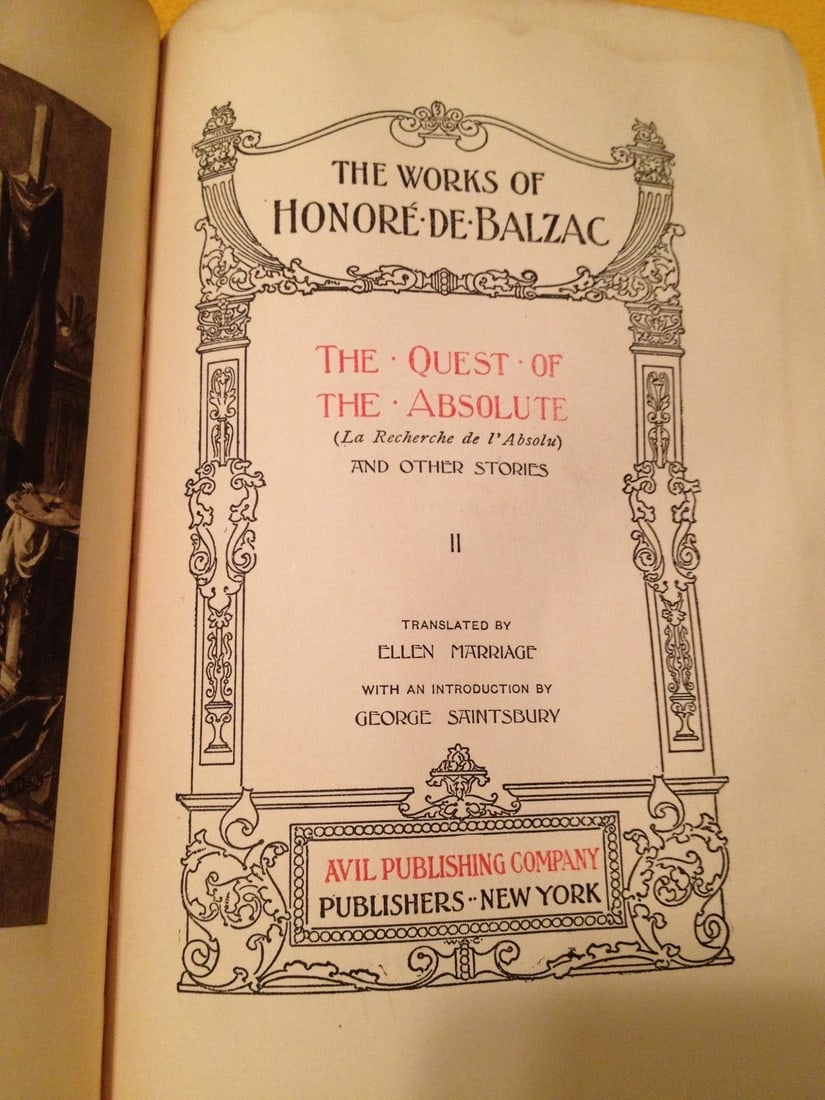 THE WORKS OF
HONORÉ·DE·BALZAC
THE · QUEST · OF
THE · ABSOLUTE
(La Recherche de l'Absolu)
AND OTHER STORIES
II
TRANSLATED BY
ELLEN MARRIAGE
WITH AN INTRODUCTION BY
GEORGE SAINTSBURY
AVIL PUBLISHING COMPANY
PUBLISHERS··NEW YORK